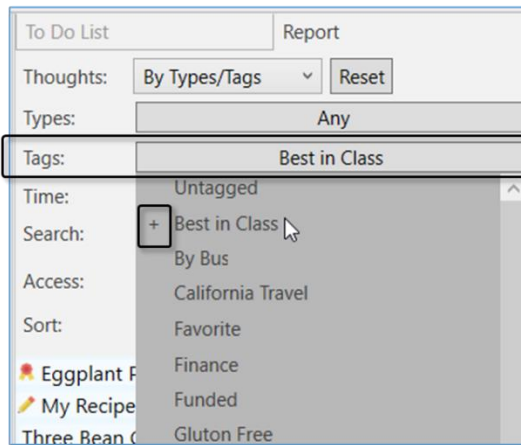 To Do List Report
Thoughts: By Types/Tags Reset
Types: Any
Tags: Best in Class
Time: Untagged
+ Best in Class
Search:
By Bus
Access:
California Travel
Sort: Favorite
Eggplant Finance
My Recipe Funded
Three Bean Gluton Free